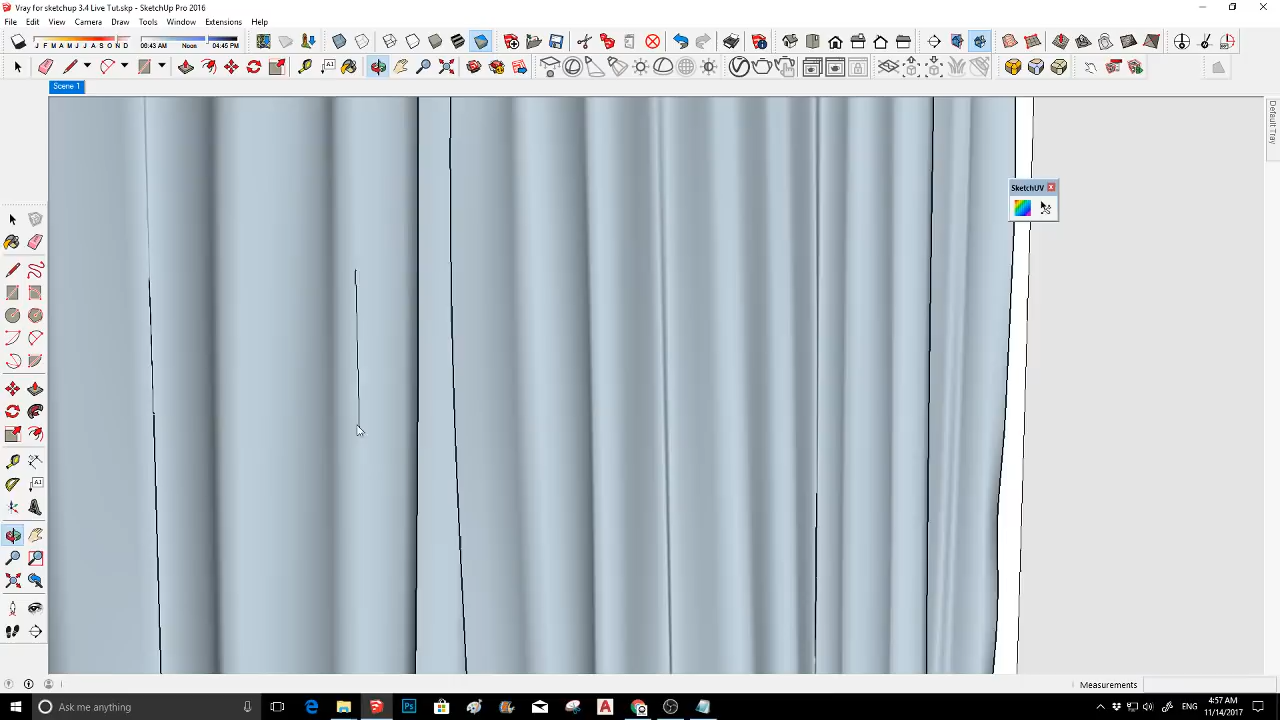 Vray for sketchup 3.4 Live Tut.skp - SketchUp Pro 2016
File Edit View Camera Draw Tools Window Extensions Help
J F M A M J J A S O N D
06:43 AM Noon 04:45 PM
Scene 1
Default Tray
SketchUV
Measurements
Ask me anything
4:57 AM
11/14/2017